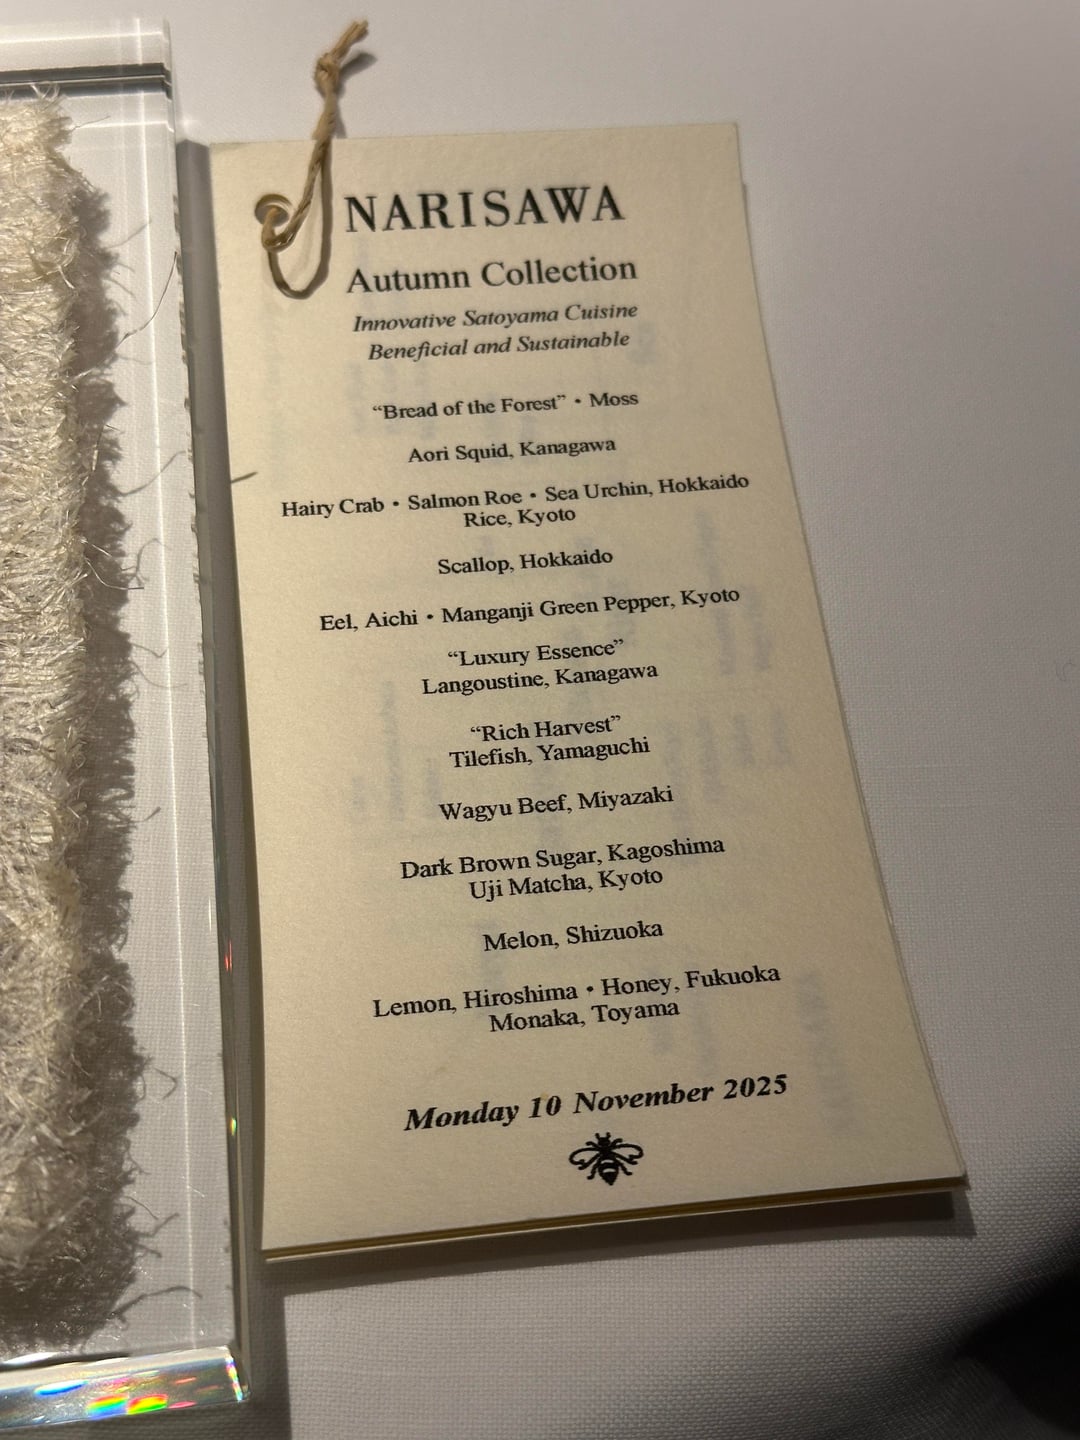 NARISAWA
Autumn Collection
Innovative Satoyama Cuisine
Beneficial and Sustainable
“Bread of the Forest” • Moss
Aori Squid, Kanagawa
Hairy Crab • Salmon Roe • Sea Urchin, Hokkaido
Rice, Kyoto
Scallop, Hokkaido
Eel, Aichi • Manganji Green Pepper, Kyoto
“Luxury Essence”
Langoustine, Kanagawa
“Rich Harvest”
Tilefish, Yamaguchi
Wagyu Beef, Miyazaki
Dark Brown Sugar, Kagoshima
Uji Matcha, Kyoto
Melon, Shizuoka
Lemon, Hiroshima • Honey, Fukuoka
Monaka, Toyama
Monday 10 November 2025